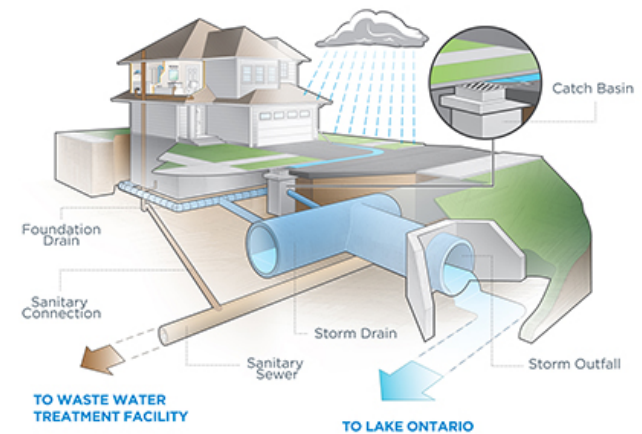 Catch Basin
Foundation
Drain
Sanitary
Connection
Storm Drain
Sanitary
Sewer
Storm Outfall
TO WASTE WATER
TREATMENT FACILITY
TO LAKE ONTARIO